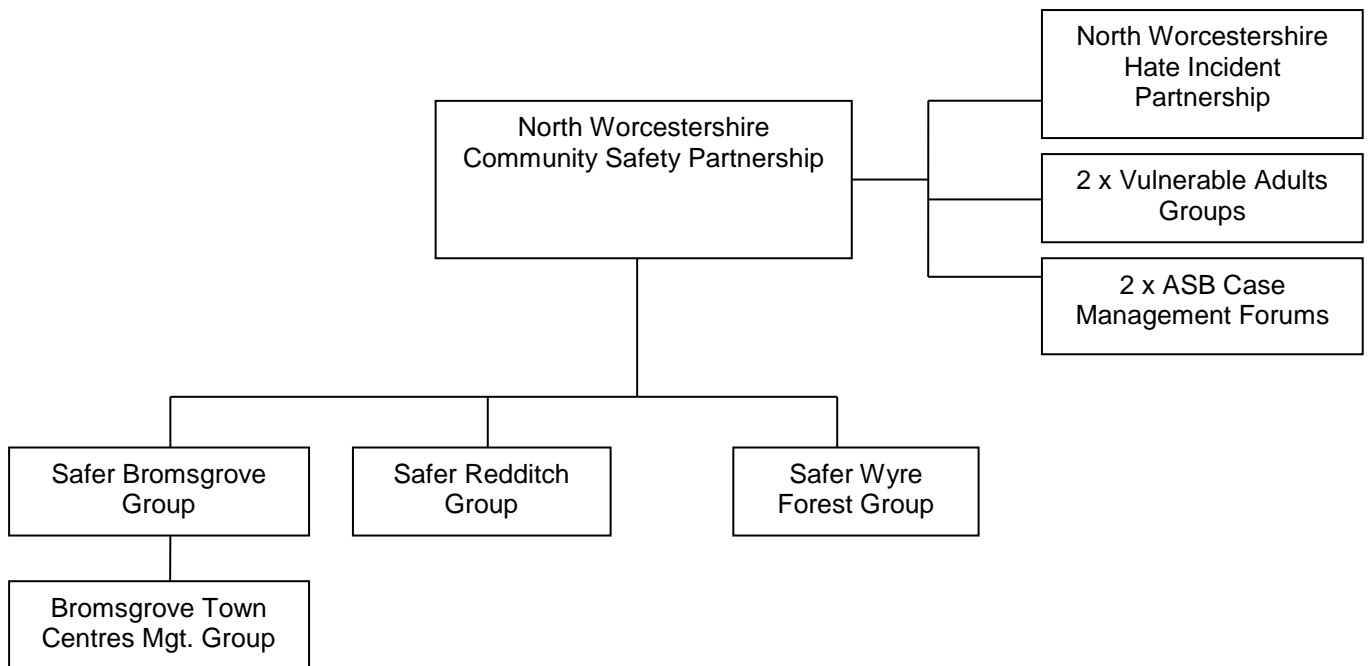 North Worcestershire
Hate Incident
Partnership
North Worcestershire
Community Safety Partnership
2 x Vulnerable Adults
Groups
2 x ASB Case
Management Forums
Safer Bromsgrove
Group
Safer Redditch
Group
Safer Wyre
Forest Group
Bromsgrove Town
Centres Mgt. Group